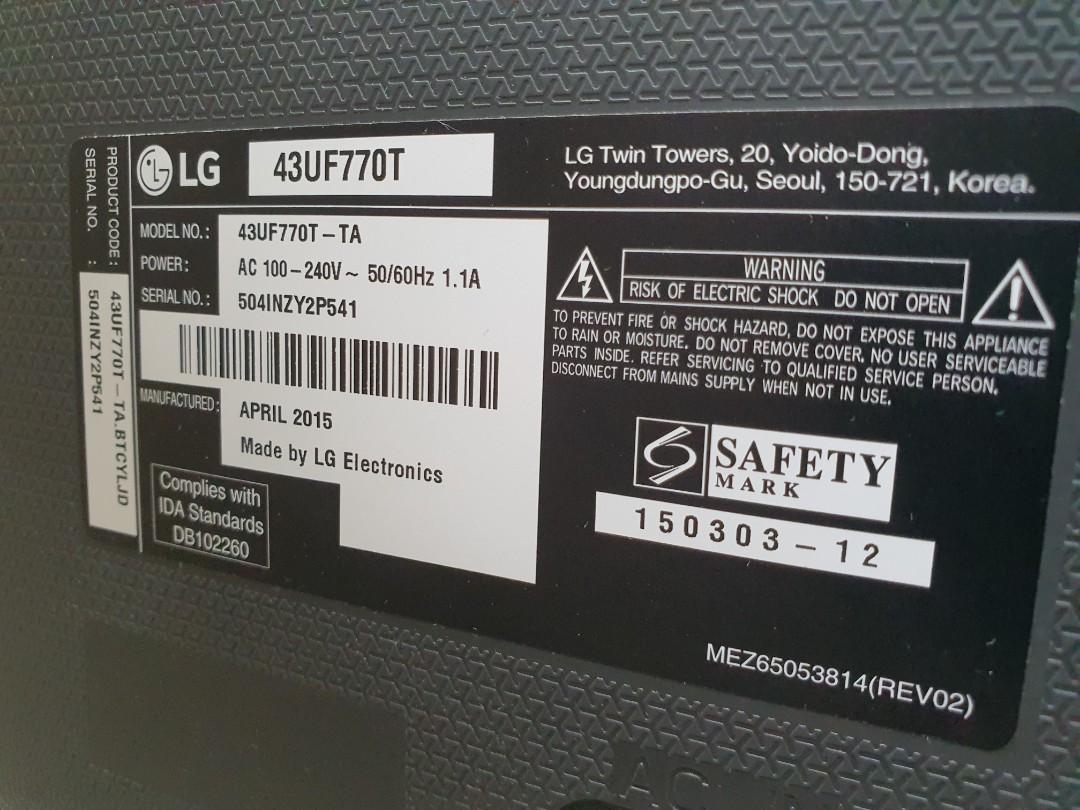 PRODUCT CODE : 43UF770T-TA.BTCYLJD
SERIAL NO. : 504INZY2P541
LG 43UF770T
LG Twin Towers, 20, Yoido-Dong,
Youngdungpo-Gu, Seoul, 150-721, Korea.
MODEL NO.: 43UF770T-TA
POWER: AC 100-240V~ 50/60Hz 1.1A
SERIAL NO.: 504INZY2P541
MANUFACTURED: APRIL 2015
Made by LG Electronics
Complies with
IDA Standards
DB102260
WARNING
RISK OF ELECTRIC SHOCK DO NOT OPEN
TO PREVENT FIRE OR SHOCK HAZARD, DO NOT EXPOSE THIS APPLIANCE
TO RAIN OR MOISTURE. DO NOT REMOVE COVER. NO USER SERVICEABLE
PARTS INSIDE. REFER SERVICING TO QUALIFIED SERVICE PERSON.
DISCONNECT FROM MAINS SUPPLY WHEN NOT IN USE.
SAFETY
MARK
150303-12
MEZ65053814(REV02)